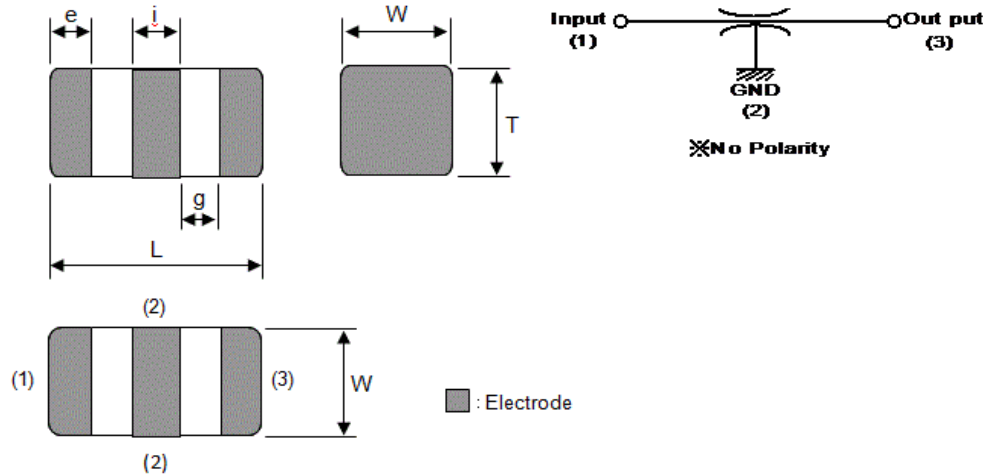 e
i
W
T
g
L
(2)
(1)
(3)
W
(2)
: Electrode
Input
(1)
Out put
(3)
GND
(2)
※No Polarity